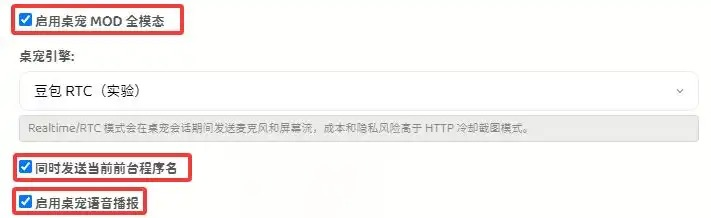 启用桌宠 MOD 全模态
桌宠引擎:
豆包 RTC（实验）
Realtime/RTC 模式会在桌宠会话期间发送麦克风和屏幕流，成本和隐私风险高于 HTTP 冷却截图模式。
同时发送当前前台程序名
启用桌宠语音播报